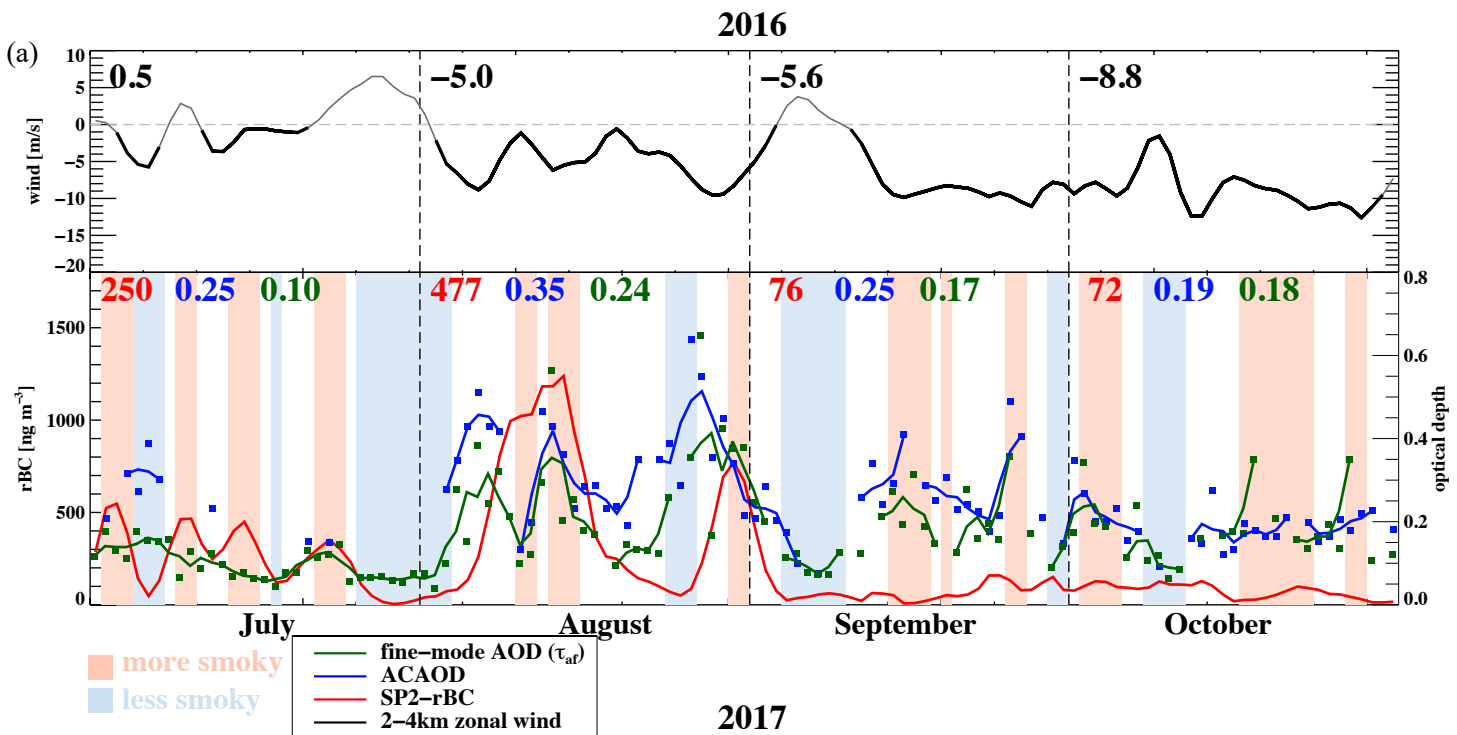 2016
(a)
10
5
0
−5
−10
−15
−20
wind [m/s]
0.5
−5.0
−5.6
−8.8
250 0.25 0.10
477 0.35 0.24
76 0.25 0.17
72 0.19 0.18
1500
1000
500
0
rBC [ng m⁻³]
0.8
0.6
0.4
0.2
0.0
optical depth
July August September October
more smoky
less smoky
fine−mode AOD (τaf)
ACAOD
SP2−rBC
2−4km zonal wind
2017